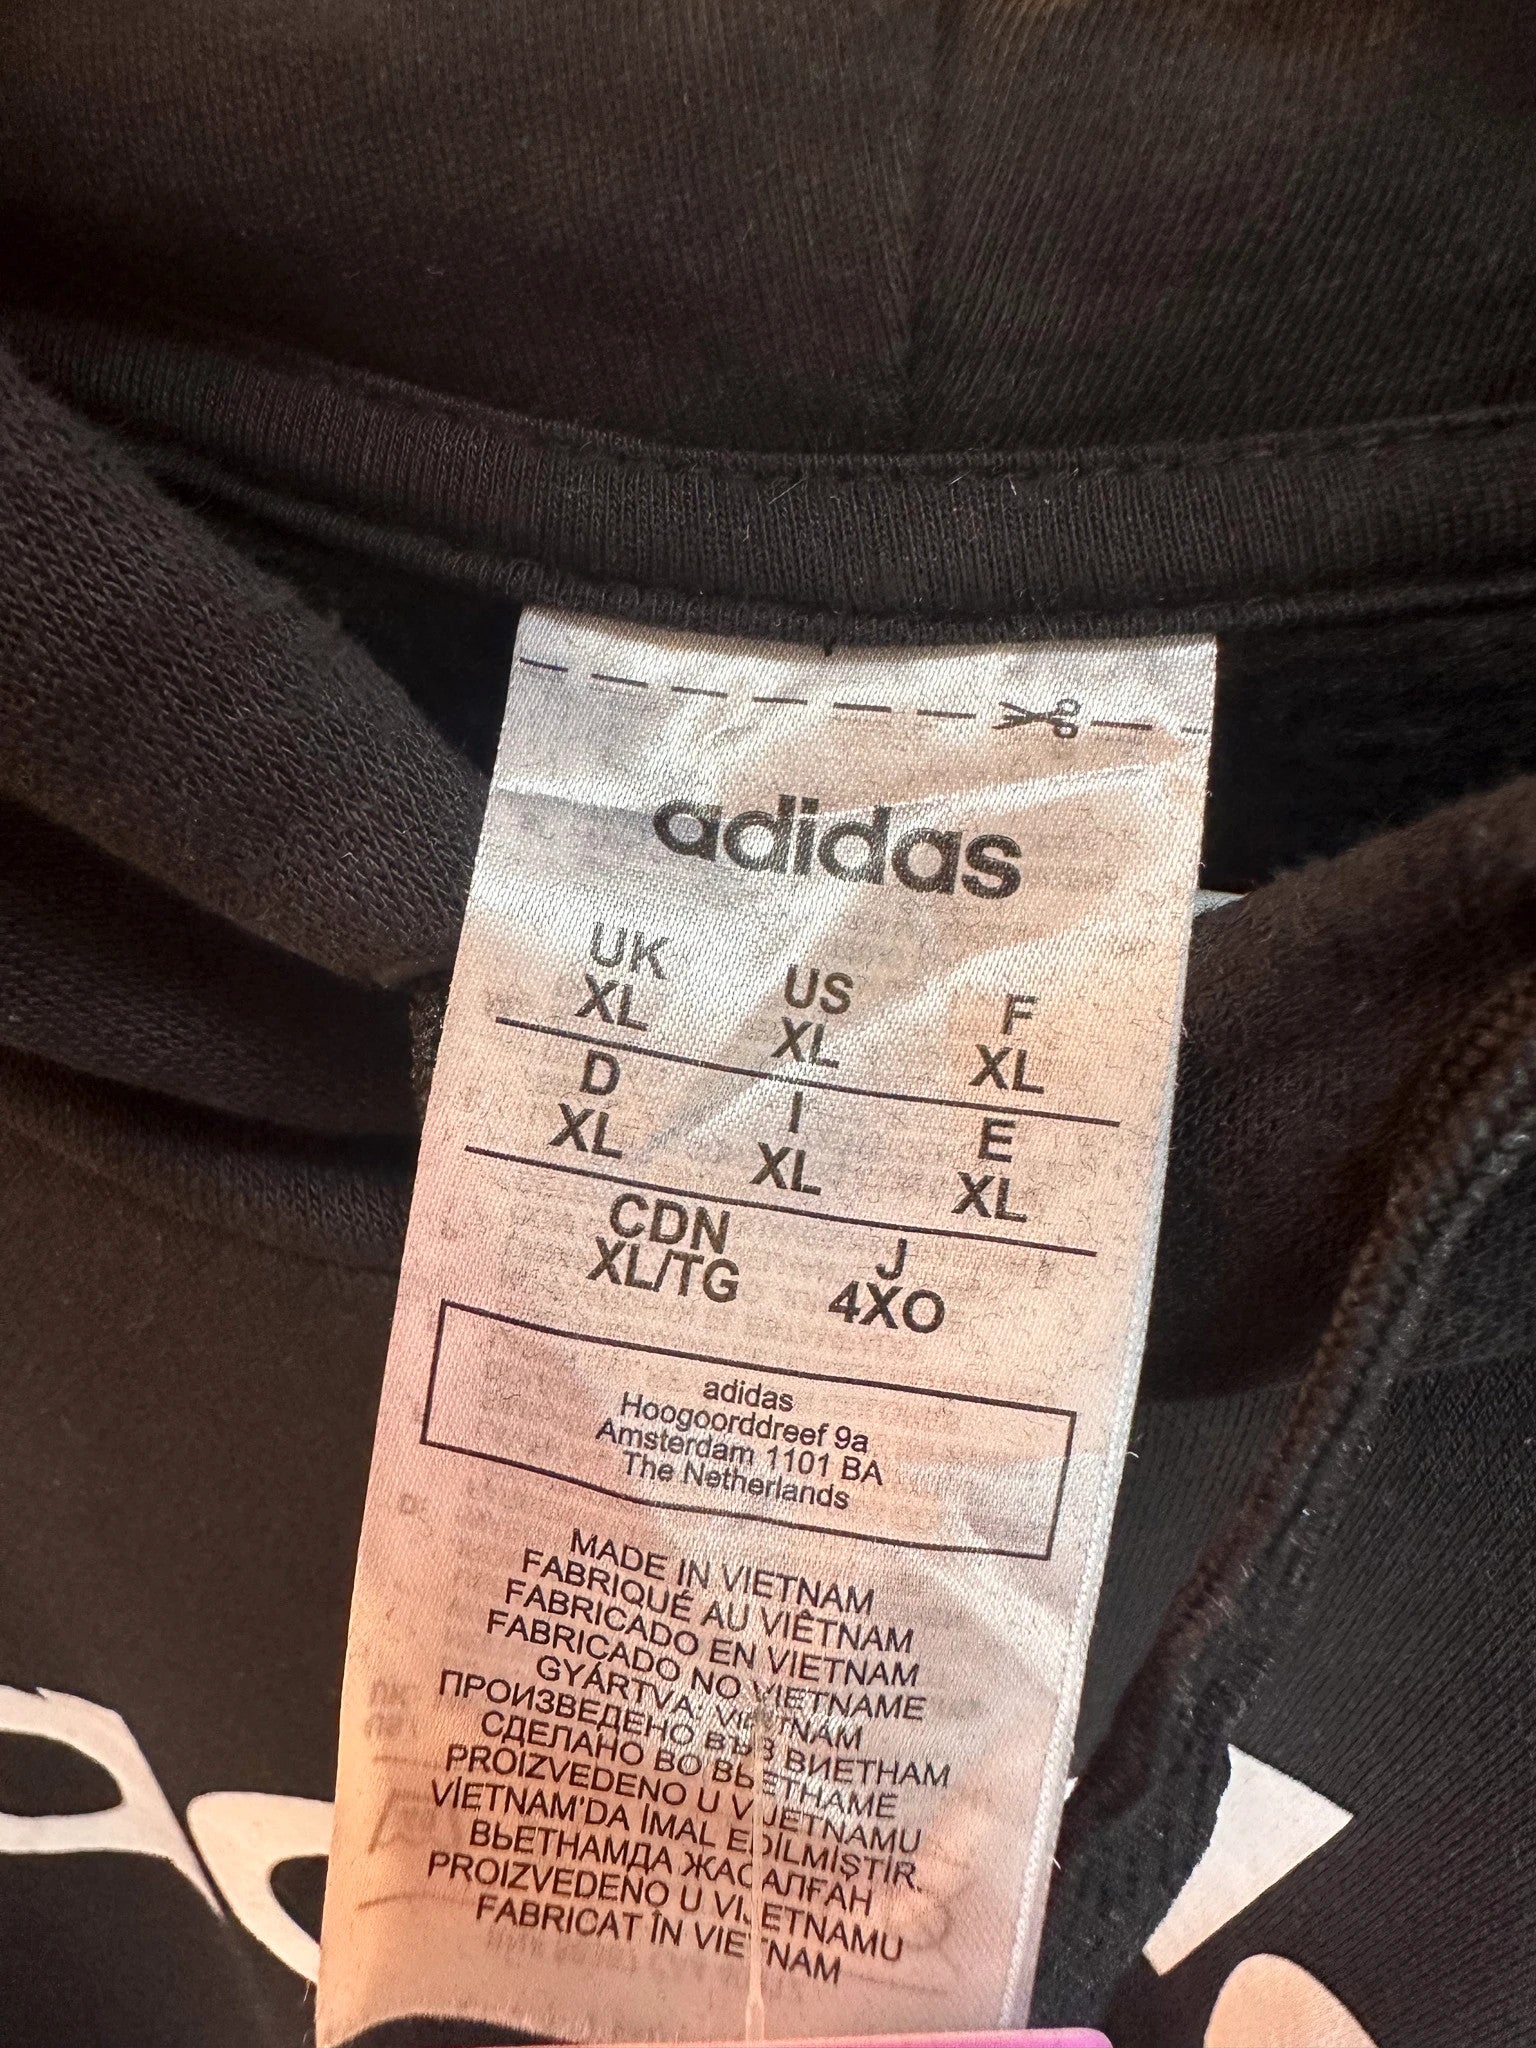 adidas
UK US F
XL XL XL
D I E
XL XL XL
CDN J
XL/TG 4XO
adidas
Hoogoorddreef 9a
Amsterdam 1101 BA
The Netherlands
MADE IN VIETNAM
FABRIQUÉ AU VIÊTNAM
FABRICADO EN VIETNAM
FABRICADO NO VIETNAME
GYÁRTVA: VIETNAM
ПРОИЗВЕДЕНО ВЪВ ВИЕТНАМ
СДЕЛАНО ВО ВЬЕТНАМЕ
PROIZVEDENO U VIJETNAMU
VİETNAM'DA İMAL EDİLMİŞTİR.
ВЬЕТНАМДА ЖАСАЛҒАН
PROIZVEDENO U VIJETNAMU
FABRICAT ÎN VIETNAM